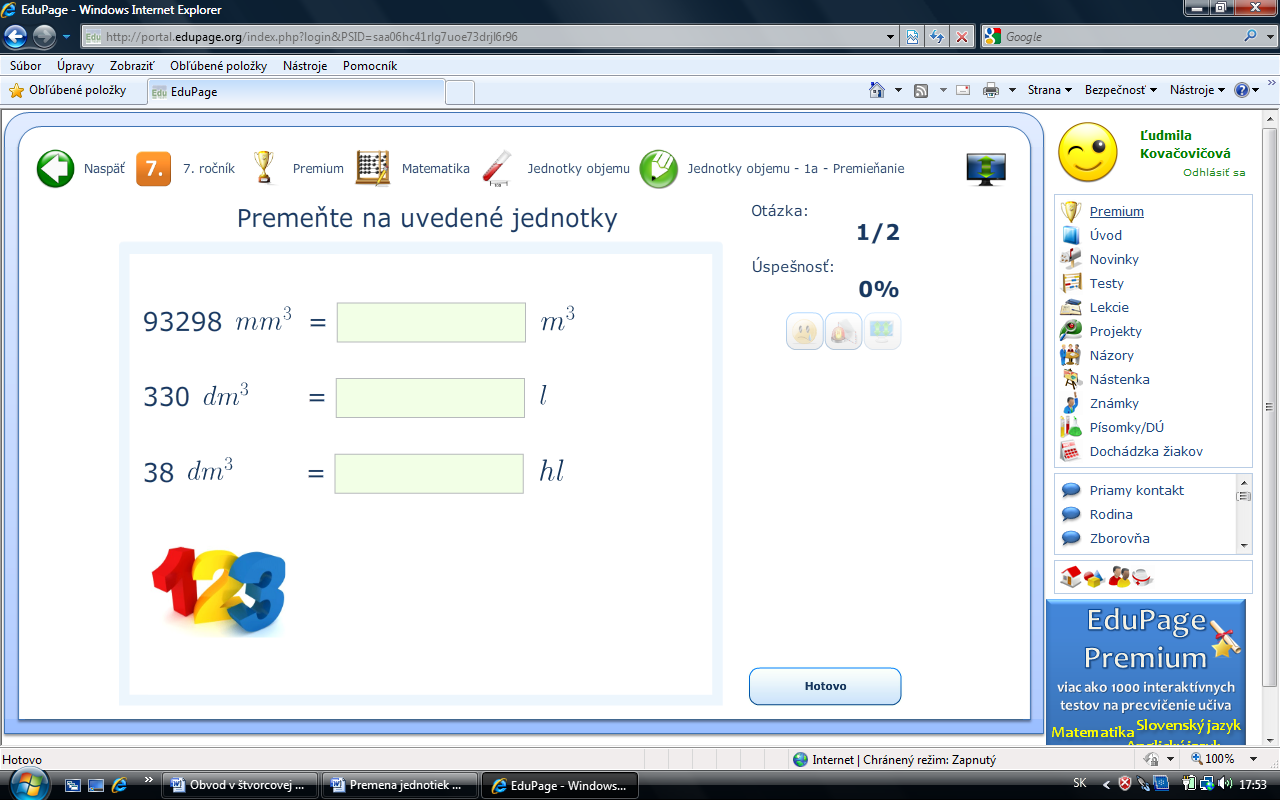 EduPage - Windows Internet Explorer
http://portal.edupage.org/index.php?login&PSID=saa06hc41rlg7uoe73drjl6r96
Google
Súbor Úpravy Zobraziť Obľúbené položky Nástroje Pomocník
Obľúbené položky
EduPage
Strana Bezpečnosť Nástroje
Naspäť
7. 7. ročník
Premium
Matematika
Jednotky objemu
Jednotky objemu - 1a - Premieňanie
Premeňte na uvedené jednotky
93298 mm³ = m³
330 dm³ = l
38 dm³ = hl
123
Otázka:
1/2
Úspešnosť:
0%
Hotovo
Ľudmila
Kovačovičová
Odhlásiť sa
Premium
Úvod
Novinky
Testy
Lekcie
Projekty
Názory
Nástenka
Známky
Písomky/DÚ
Dochádzka žiakov
Priamy kontakt
Rodina
Zborovňa
EduPage
Premium
viac ako 1000 interaktívnych
testov na precvičenie učiva
Matematika Slovenský jazyk
Anglický jazyk
Hotovo
Internet | Chránený režim: Zapnutý
100%
Obvod v štvorcovej ...
Premena jednotiek ...
EduPage - Windows...
SK
17:53